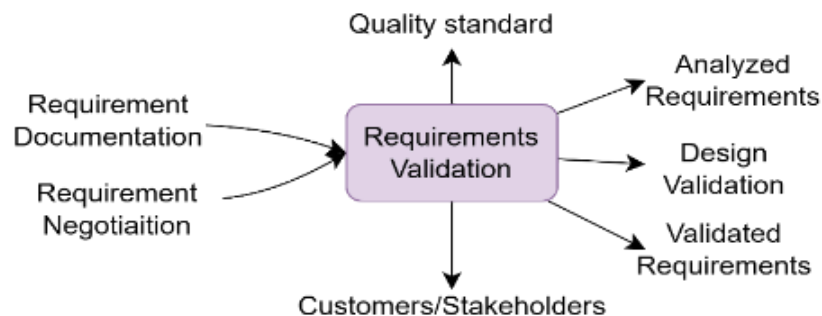 Quality standard
Requirement
Documentation
Requirement
Negotiaition
Requirements
Validation
Analyzed
Requirements
Design
Validation
Validated
Requirements
Customers/Stakeholders